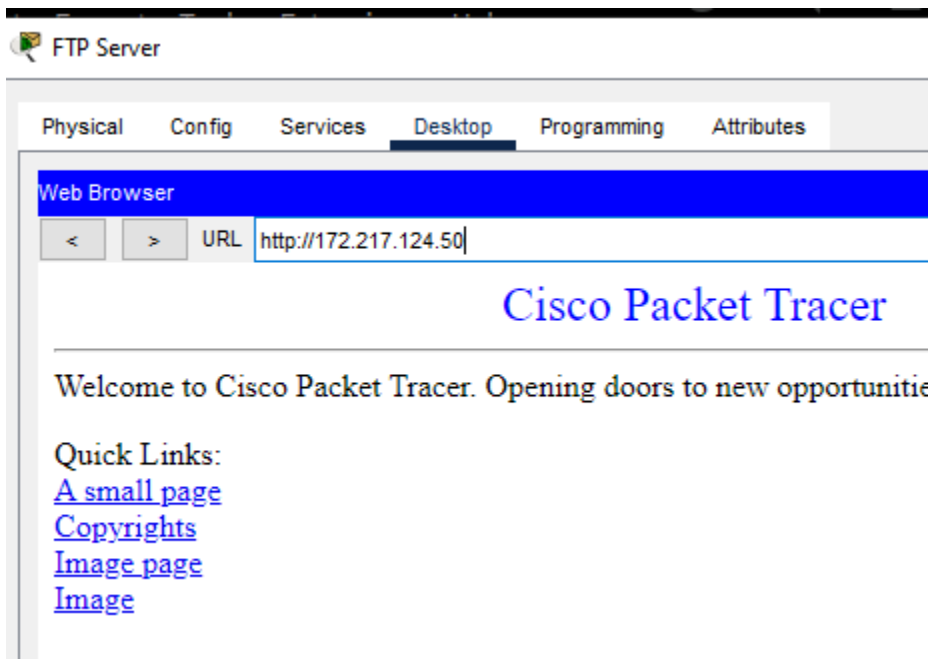 FTP Server
Physical Config Services Desktop Programming Attributes
Web Browser
< > URL http://172.217.124.50
Cisco Packet Tracer
Welcome to Cisco Packet Tracer. Opening doors to new
Quick Links:
A small page
Copyrights
Image page
Image